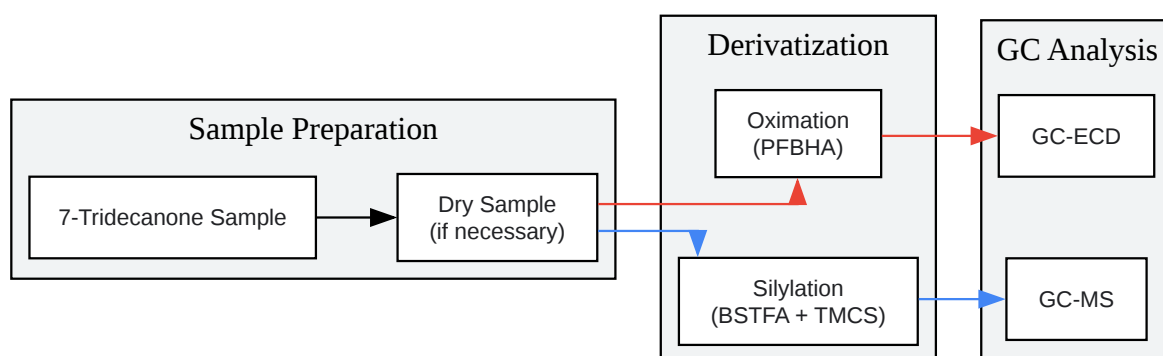 Sample Preparation
7-Tridecanone Sample
Dry Sample
(if necessary)
Derivatization
Oximation
(PFBHA)
Silylation
(BSTFA + TMCS)
GC Analysis
GC-ECD
GC-MS